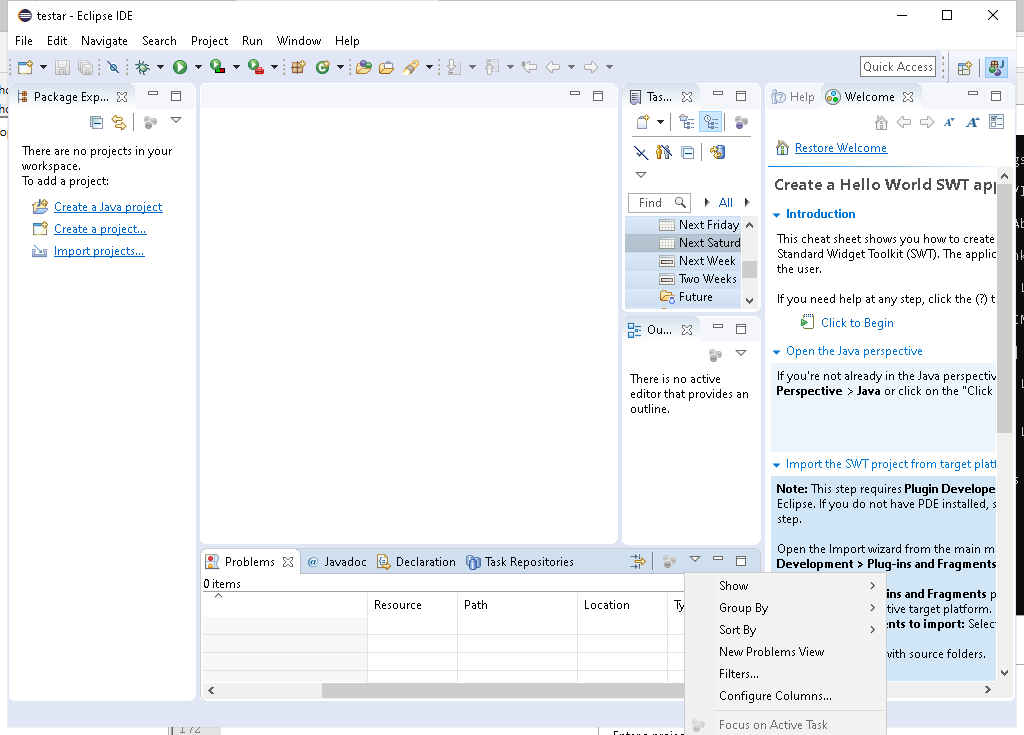 testar - Eclipse IDE
File Edit Navigate Search Project Run Window Help
Quick Access
Package Exp...
There are no projects in your
workspace.
To add a project:
Create a Java project
Create a project...
Import projects...
Tas...
Find
All
Next Friday
Next Saturd
Next Week
Two Weeks
Future
Ou...
There is no active
editor that provides an
outline.
Help Welcome
Restore Welcome
Create a Hello World SWT app
Introduction
This cheat sheet shows you how to create
Standard Widget Toolkit (SWT). The applic
the user.
If you need help at any step, click the (?) t
Click to Begin
Open the Java perspective
If you're not already in the Java perspectiv
Perspective > Java or click on the "Click
Import the SWT project from target platf
Note: This step requires Plugin Develope
Eclipse. If you do not have PDE installed, s
step.
Open the Import wizard from the main m
Development > Plug-ins and Fragments
ins and Fragments p
tive target platform.
ents to import: Selec
with source folders.
Problems Javadoc Declaration Task Repositories
0 items
Resource Path Location Ty
Show
Group By
Sort By
New Problems View
Filters...
Configure Columns...
Focus on Active Task